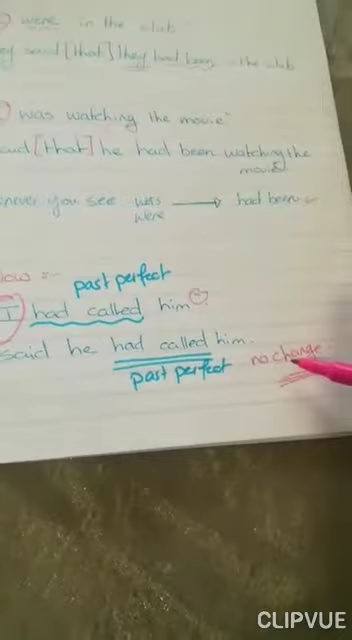 were in the club
said [that] they had been in the club
was watching the movie"
[that] he had been watching the
movie
you see was → had been
were
past perfect
I had called him
said he had called him.
past perfect no change
CLIPVUE